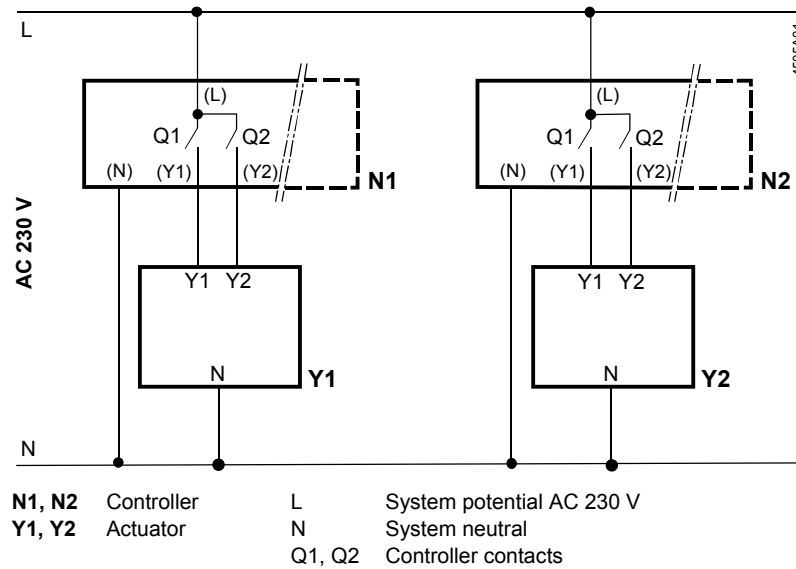 L
(L)
(L)
Q1
Q2
Q1
Q2
(N)
(Y1)
(Y2)
N1
(N)
(Y1)
(Y2)
N2
AC 230 V
Y1 Y2
Y1 Y2
N
Y1
N
Y2
N
N1, N2 Controller L System potential AC 230 V
Y1, Y2 Actuator N System neutral
Q1, Q2 Controller contacts